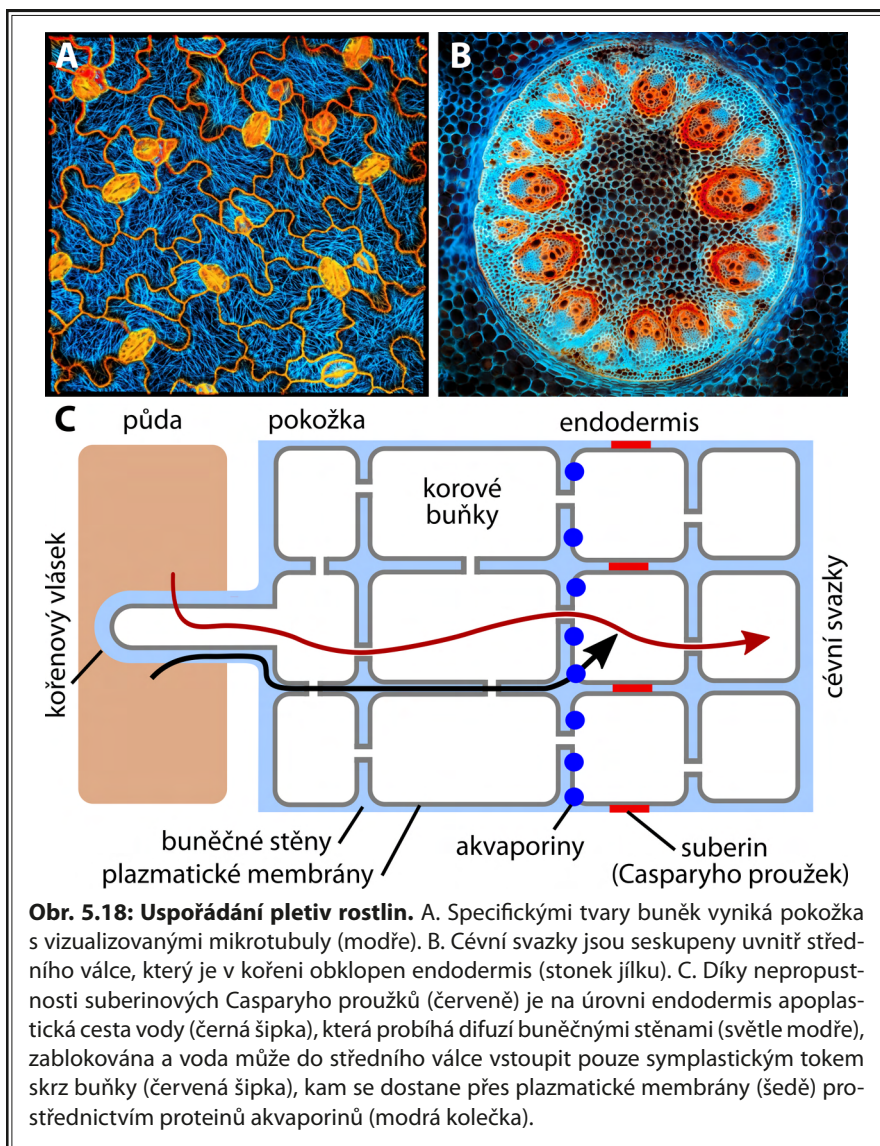 A
B
C
půda
pokožka
endodermis
korové
buňky
kořenový vlásek
cévní svazky
buněčné stěny
plazmatické membrány
akvaporiny
suberin
(Casparyho proužek)
Obr. 5.18: Uspořádání pletiv rostlin. A. Specifickými tvary buněk vyniká pokožka
s vizualizovanými mikrotubuly (modře). B. Cévní svazky jsou seskupeny uvnitř střed-
ního válce, který je v kořeni obklopen endodermis (stonek jílku). C. Díky nepropust-
nosti suberinových Casparyho proužků (červeně) je na úrovni endodermis apoplas-
tická cesta vody (černá šipka), která probíhá difuzí buněčnými stěnami (světle modře),
zablokována a voda může do středního válce vstoupit pouze symplastickým tokem
skrz buňky (červená šipka), kam se dostane přes plazmatické membrány (šedě) pro-
střednictvím proteinů akvaporinů (modrá kolečka).